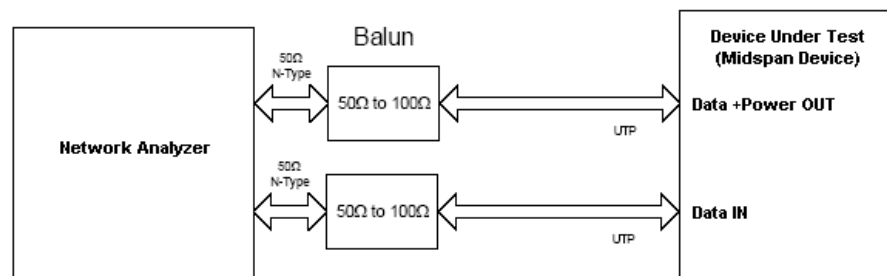 Balun
Device Under Test
(Midspan Device)
50Ω
N-Type
50Ω to 100Ω
Data +Power OUT
UTP
Network Analyzer
50Ω
N-Type
50Ω to 100Ω
Data IN
UTP